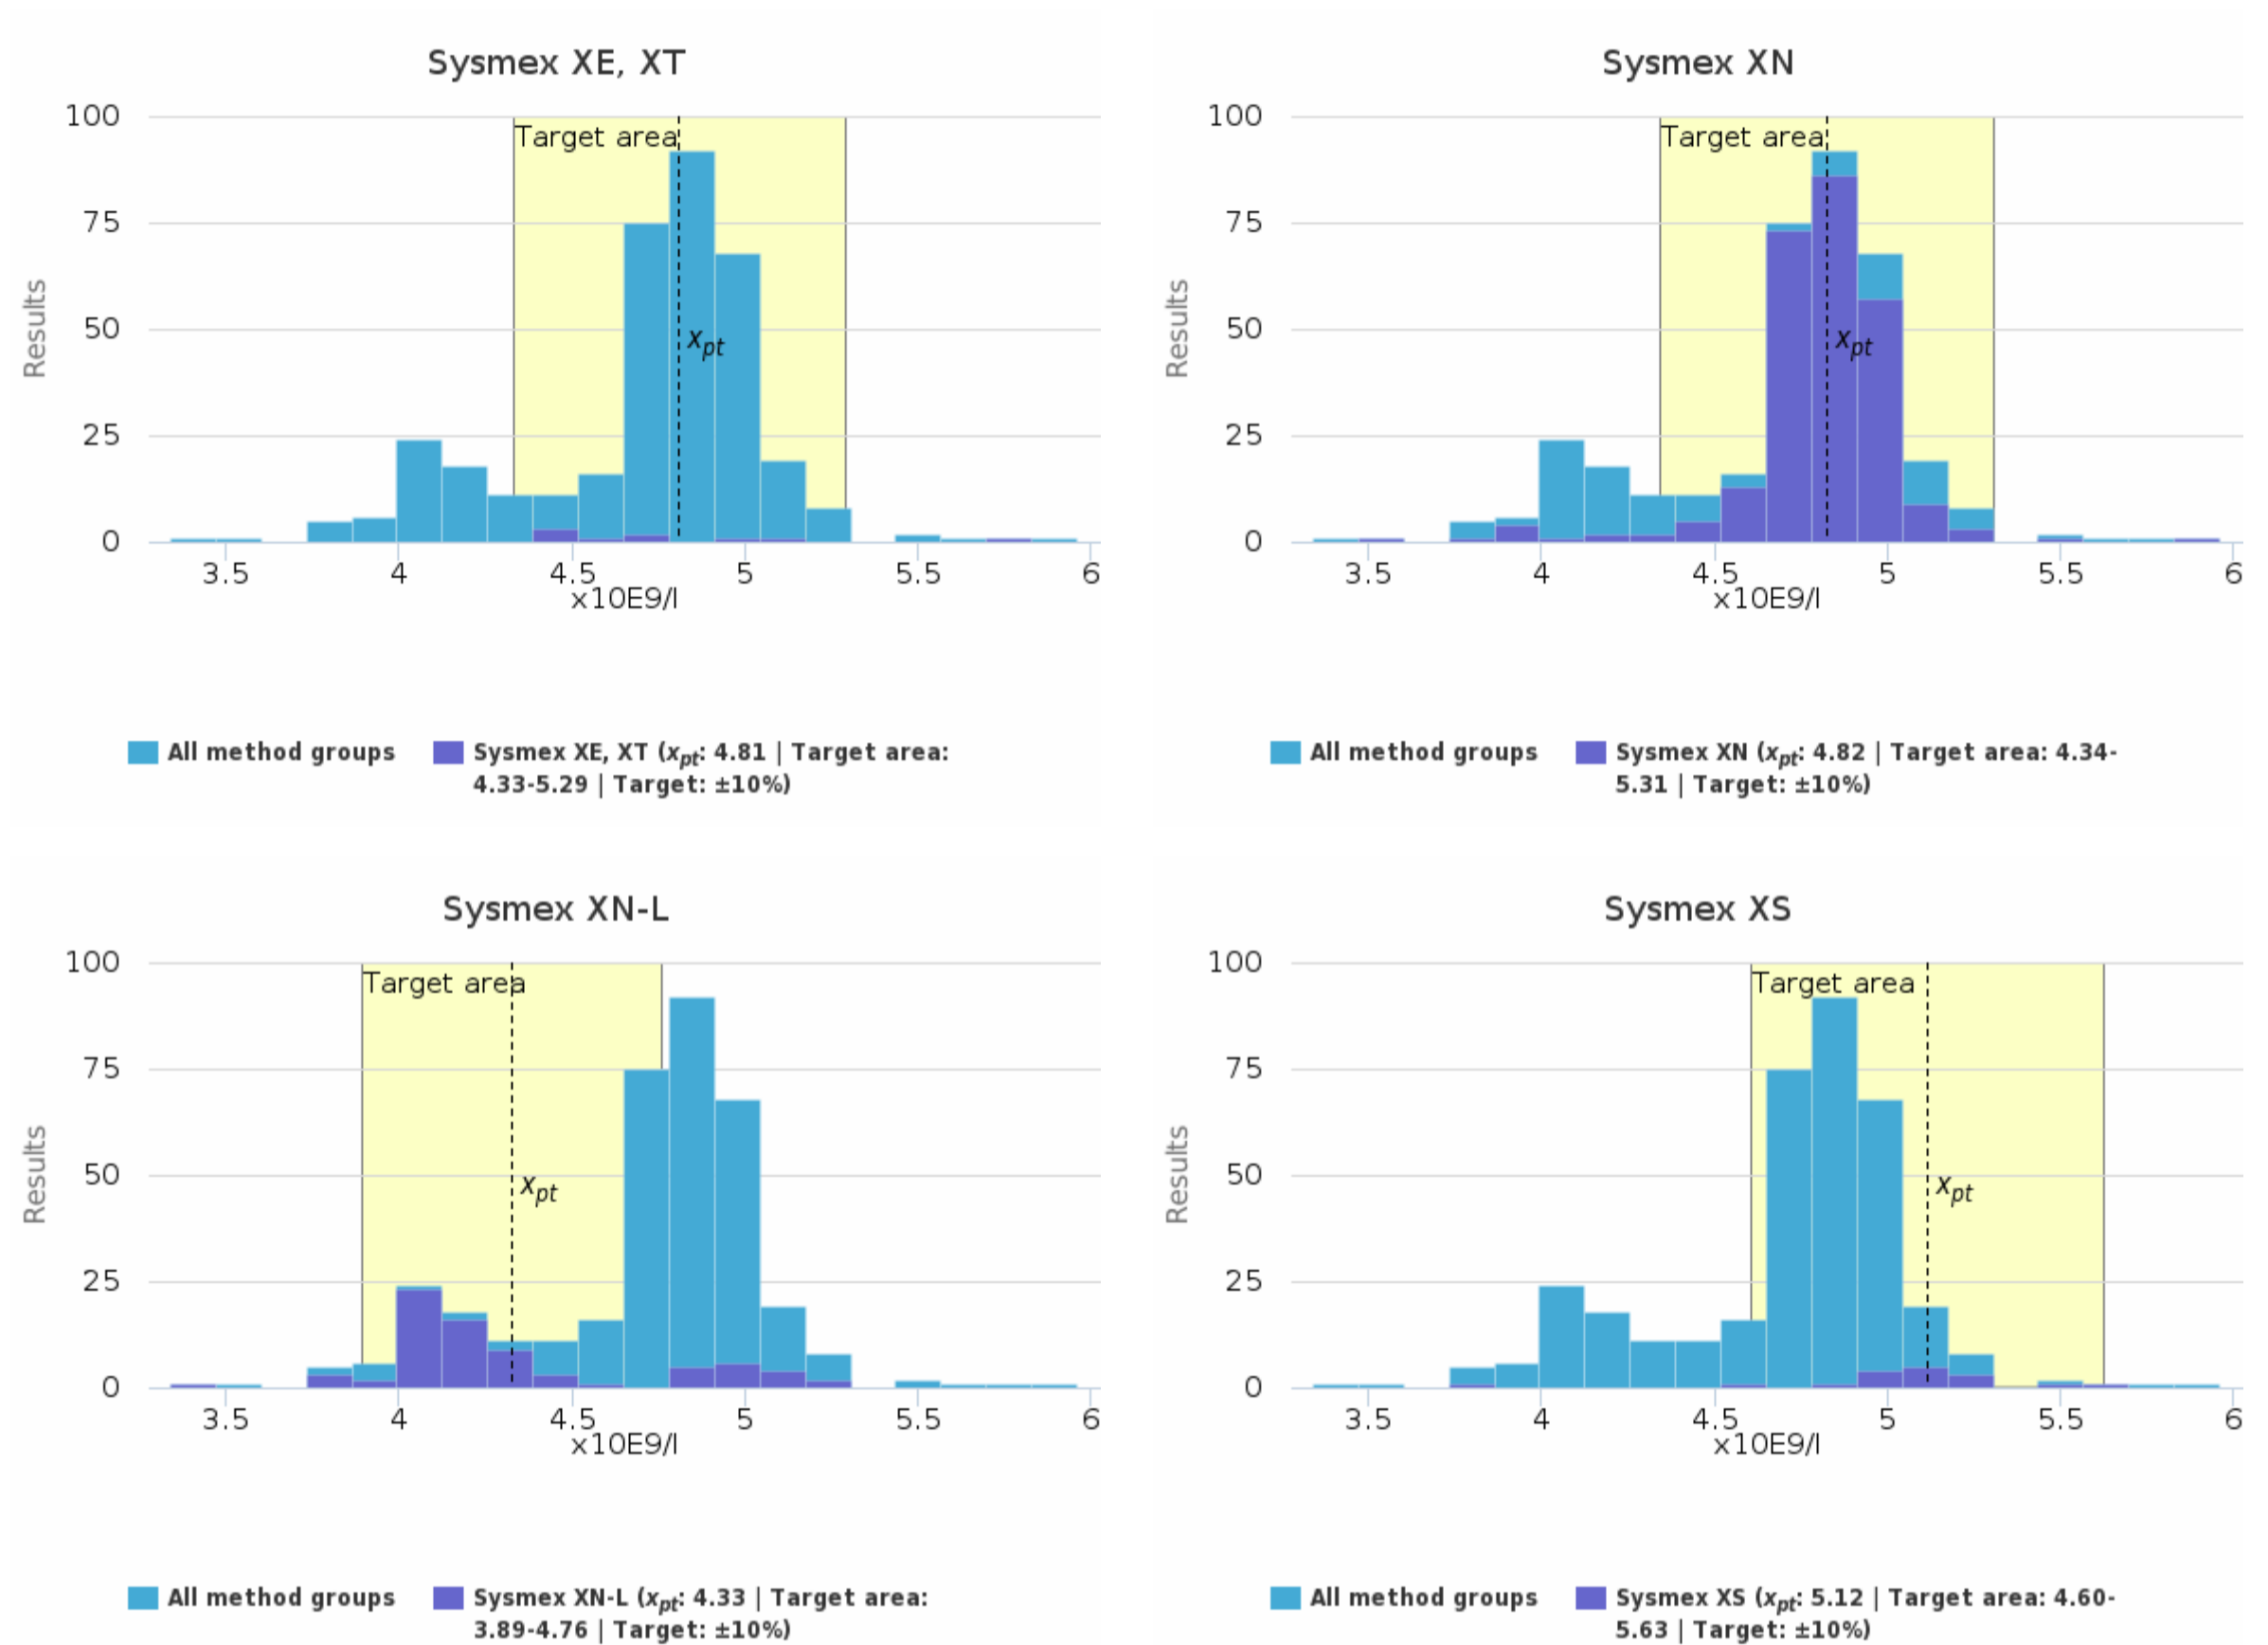 Sysmex XE, XT
100
Target area
75
Results
50
xpt
25
0
3.5 4 4.5 5 5.5 6
x10E9/l
All method groups
Sysmex XE, XT (xpt: 4.81 | Target area:
4.33-5.29 | Target: ±10%)
Sysmex XN
100
Target area
75
Results
50
xpt
25
0
3.5 4 4.5 5 5.5 6
x10E9/l
All method groups
Sysmex XN (xpt: 4.82 | Target area: 4.34-
5.31 | Target: ±10%)
Sysmex XN-L
100
Target area
75
Results
50
xpt
25
0
3.5 4 4.5 5 5.5 6
x10E9/l
All method groups
Sysmex XN-L (xpt: 4.33 | Target area:
3.89-4.76 | Target: ±10%)
Sysmex XS
100
Target area
75
Results
50
xpt
25
0
3.5 4 4.5 5 5.5 6
x10E9/l
All method groups
Sysmex XS (xpt: 5.12 | Target area: 4.60-
5.63 | Target: ±10%)